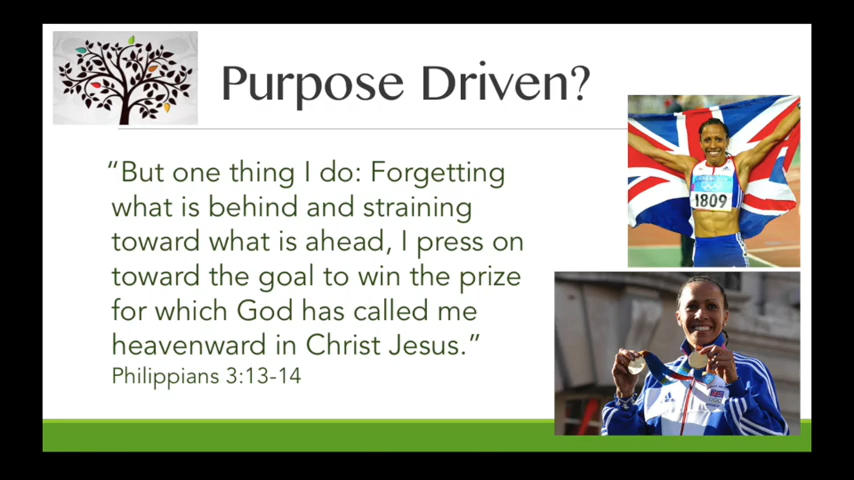 Purpose Driven?
“But one thing I do: Forgetting
what is behind and straining
toward what is ahead, I press on
toward the goal to win the prize
for which God has called me
heavenward in Christ Jesus.”
Philippians 3:13-14
1809